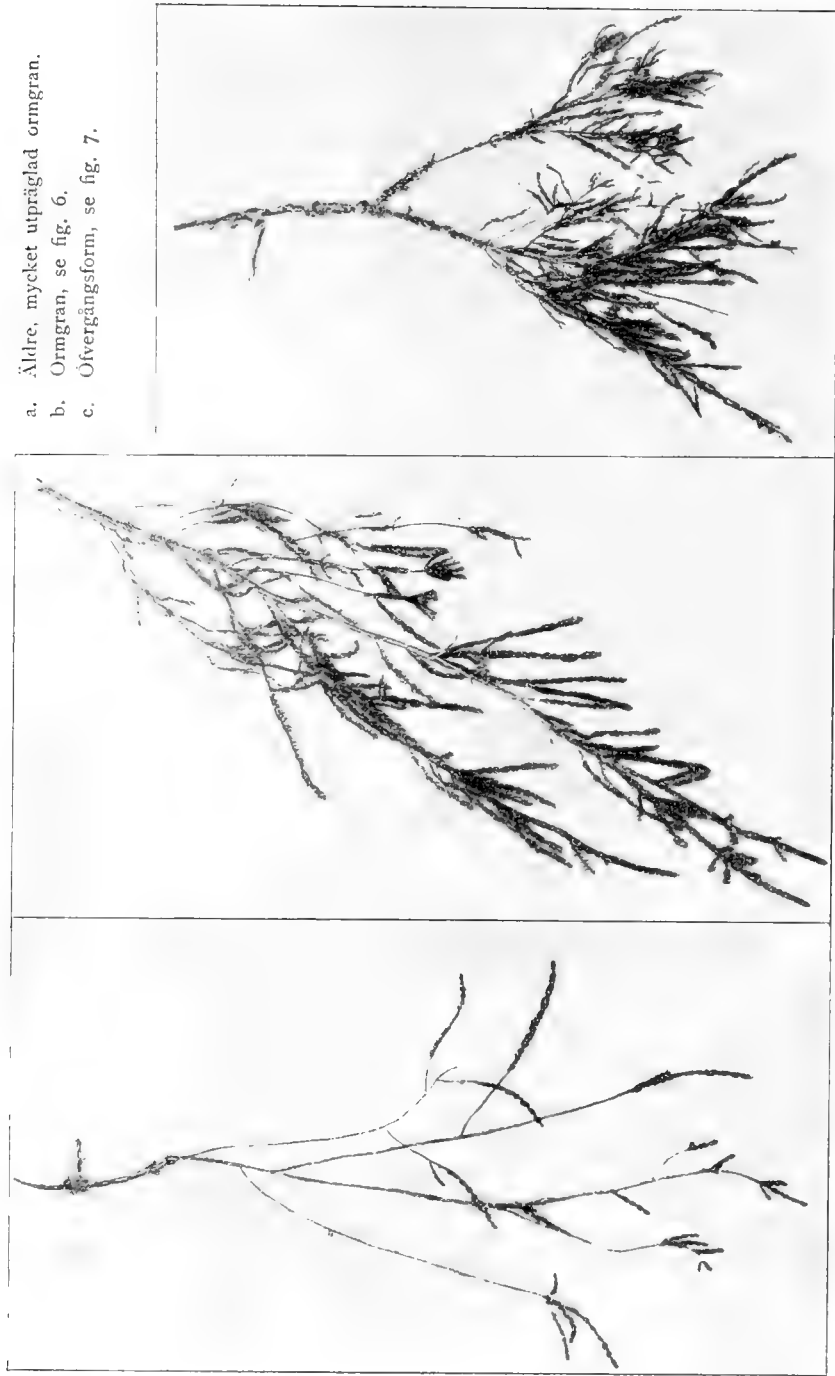 a. Äldre, mycket utpräglad ormgran.
b. Ormgran, se fig. 6.
c. Öfvergångsform, se fig. 7.